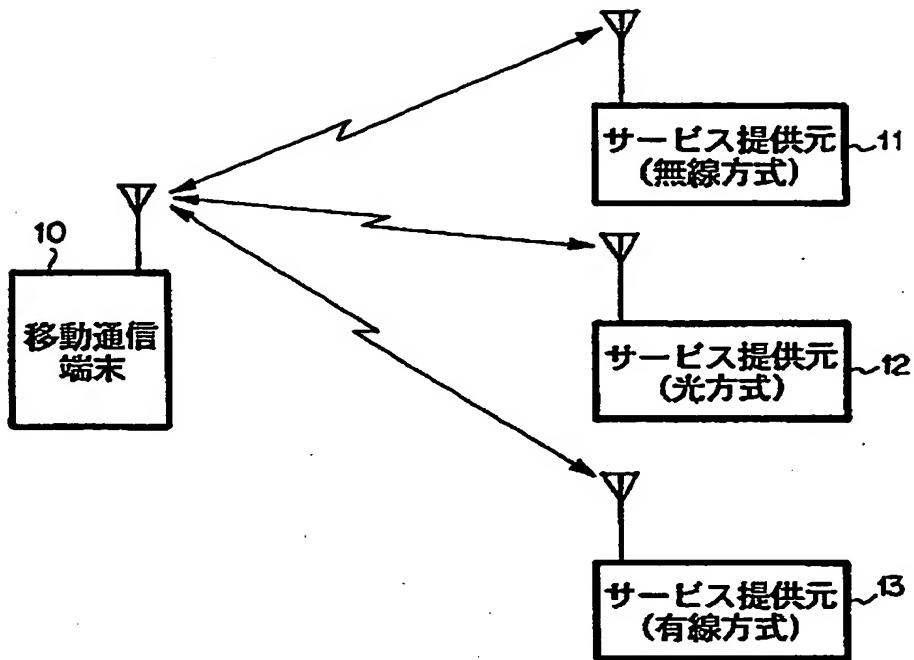 サービス提供元
(無線方式)
11
10
移動通信
端末
サービス提供元
(光方式)
12
サービス提供元
(有線方式)
13